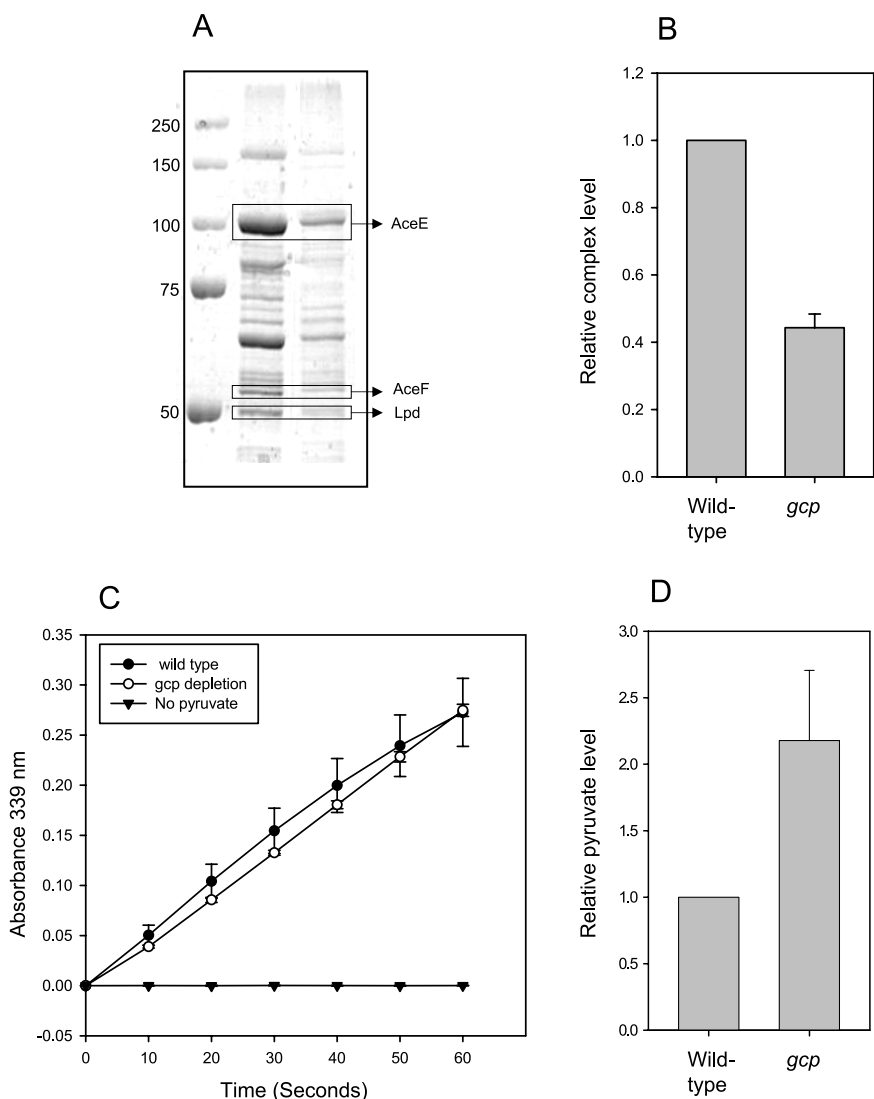 A
250
150
100
75
50
AceE
AceF
Lpd
B
Relative complex level
1.2
1.0
0.8
0.6
0.4
0.2
0.0
Wild-
type
gcp
C
Absorbance 339 nm
0.35
0.30
0.25
0.20
0.15
0.10
0.05
0.00
-0.05
wild type
gcp depletion
No pyruvate
0 10 20 30 40 50 60
Time (Seconds)
D
Relative pyruvate level
3.0
2.5
2.0
1.5
1.0
0.5
0.0
Wild-
type
gcp